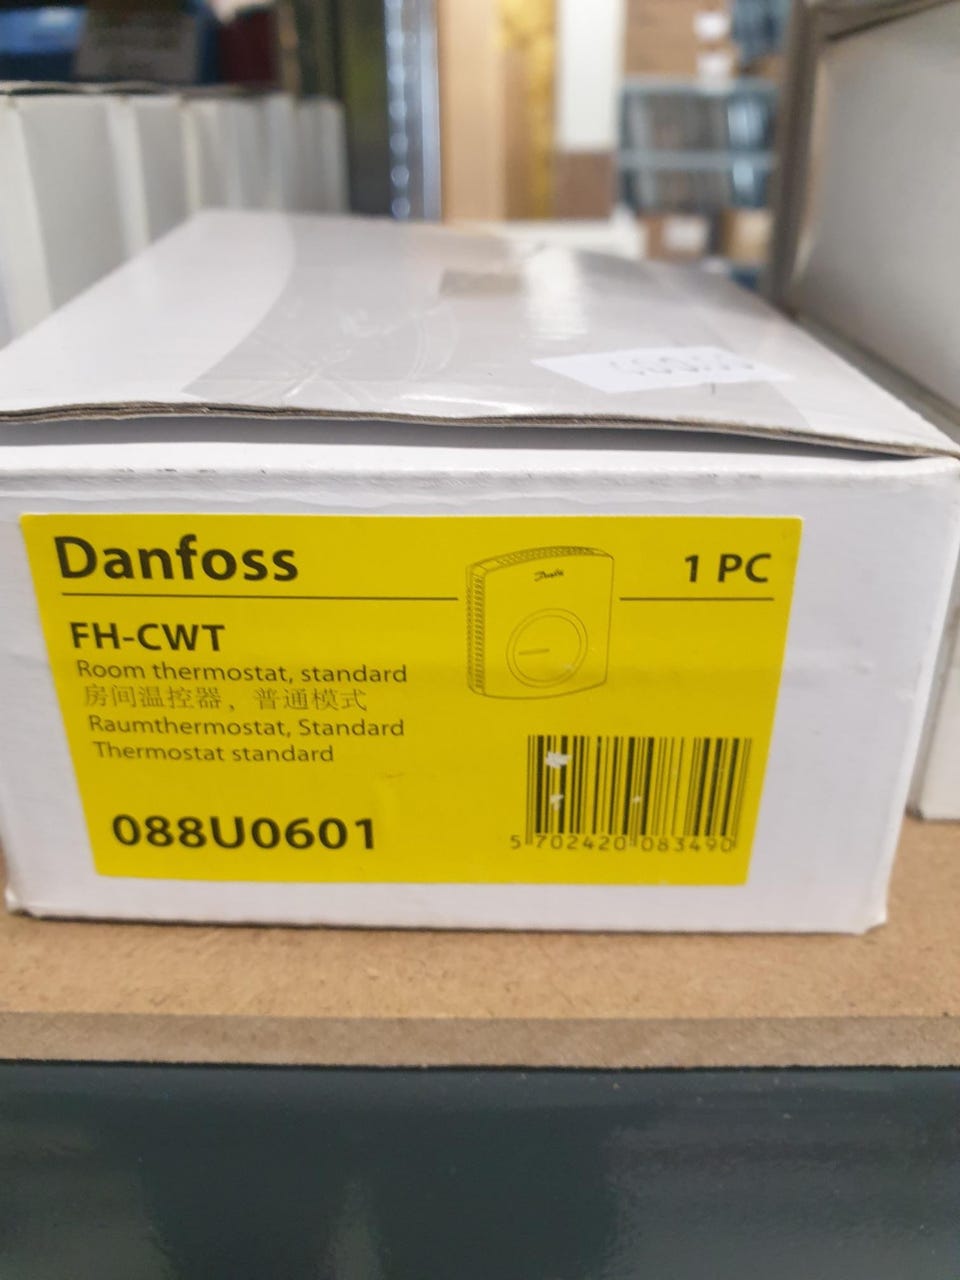 Danfoss
Danfoss
1 PC
FH-CWT
Room thermostat, standard
房间温控器，普通模式
Raumthermostat, Standard
Thermostat standard
088U0601
5 702420 083490